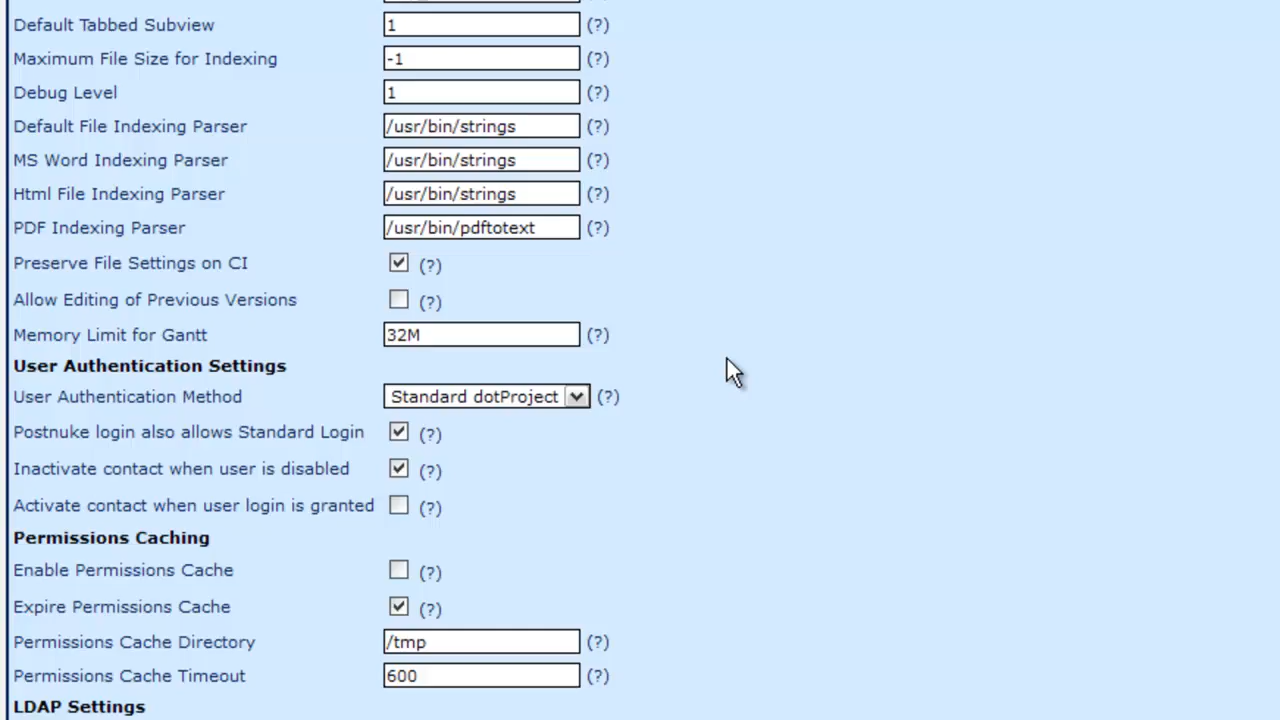 Default Tabbed Subview 1 (?)
Maximum File Size for Indexing -1 (?)
Debug Level 1 (?)
Default File Indexing Parser /usr/bin/strings (?)
MS Word Indexing Parser /usr/bin/strings (?)
Html File Indexing Parser /usr/bin/strings (?)
PDF Indexing Parser /usr/bin/pdftotext (?)
Preserve File Settings on CI (?)
Allow Editing of Previous Versions (?)
Memory Limit for Gantt 32M (?)
User Authentication Settings
User Authentication Method Standard dotProject (?)
Postnuke login also allows Standard Login (?)
Inactivate contact when user is disabled (?)
Activate contact when user login is granted (?)
Permissions Caching
Enable Permissions Cache (?)
Expire Permissions Cache (?)
Permissions Cache Directory /tmp (?)
Permissions Cache Timeout 600 (?)
LDAP Settings